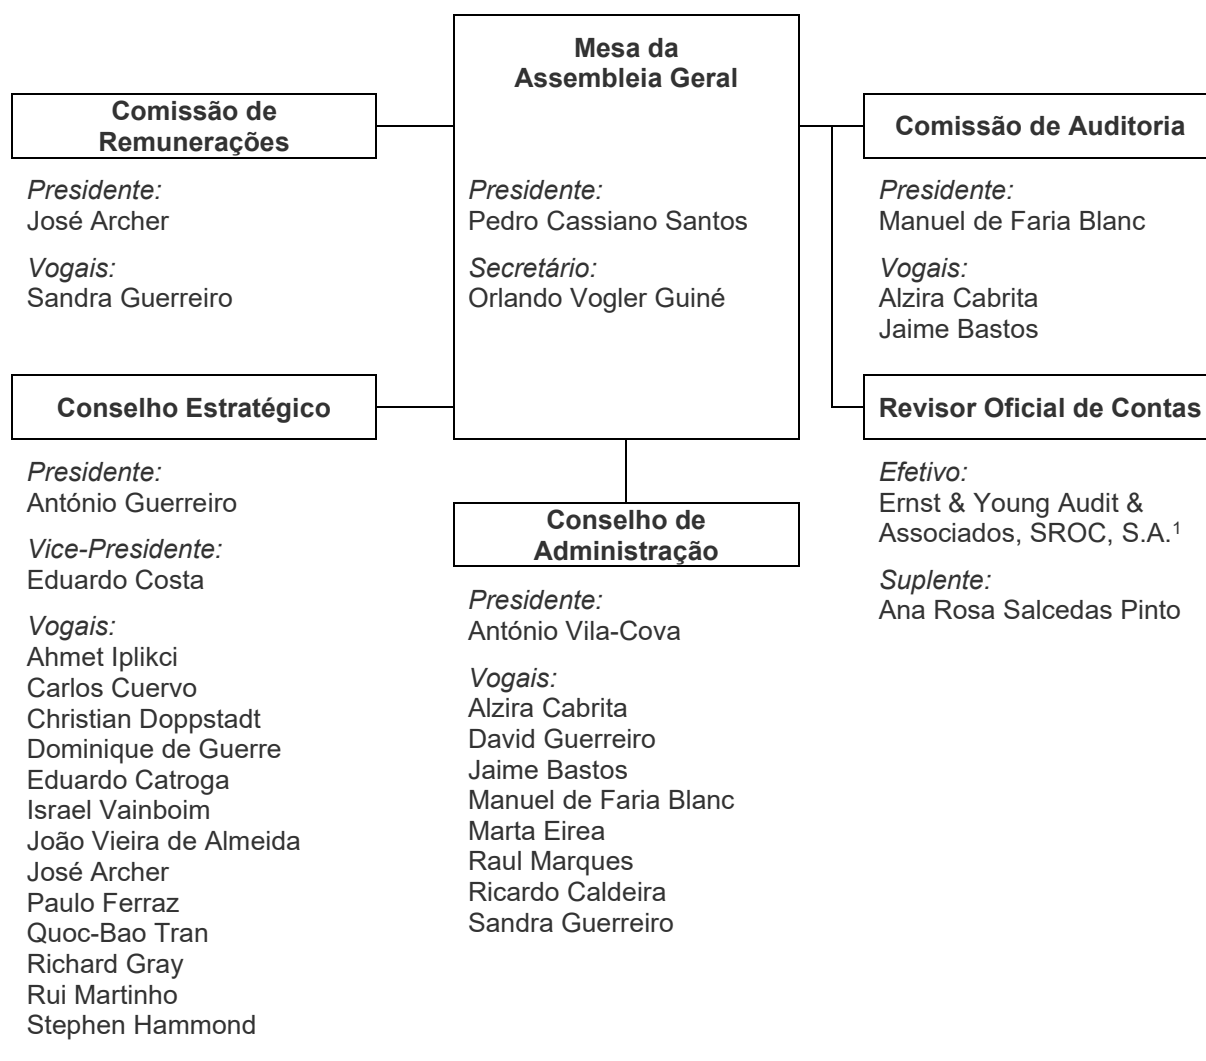 Mesa da
Assembleia Geral
Presidente:
Pedro Cassiano Santos
Secretário:
Orlando Vogler Guiné
Comissão de
Remunerações
Presidente:
José Archer
Vogais:
Sandra Guerreiro
Comissão de Auditoria
Presidente:
Manuel de Faria Blanc
Vogais:
Alzira Cabrita
Jaime Bastos
Conselho Estratégico
Presidente:
António Guerreiro
Vice-Presidente:
Eduardo Costa
Vogais:
Ahmet Iplikci
Carlos Cuervo
Christian Doppstadt
Dominique de Guerre
Eduardo Catroga
Israel Vainboim
João Vieira de Almeida
José Archer
Paulo Ferraz
Quoc-Bao Tran
Richard Gray
Rui Martinho
Stephen Hammond
Conselho de
Administração
Presidente:
António Vila-Cova
Vogais:
Alzira Cabrita
David Guerreiro
Jaime Bastos
Manuel de Faria Blanc
Marta Eirea
Raul Marques
Ricardo Caldeira
Sandra Guerreiro
Revisor Oficial de Contas
Efetivo:
Ernst & Young Audit &
Associados, SROC, S.A.¹
Suplente:
Ana Rosa Salcedas Pinto